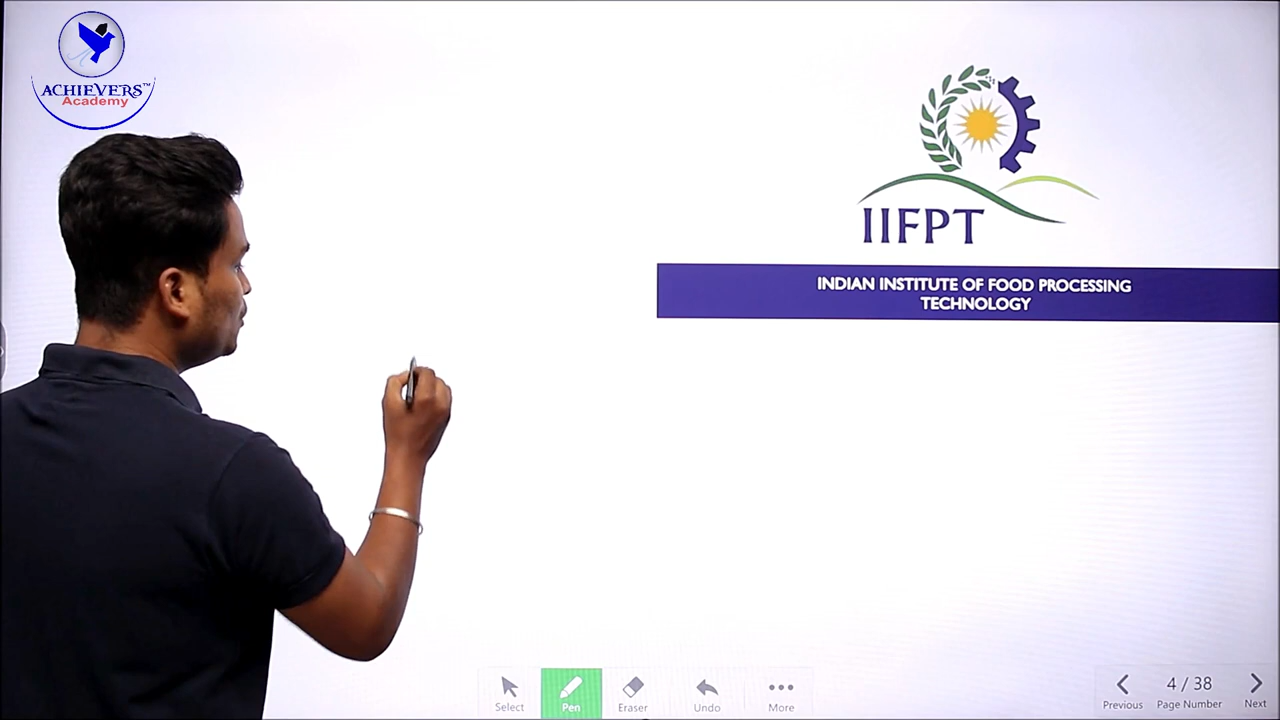 ACHIEVERS™
Academy
IIFPT
INDIAN INSTITUTE OF FOOD PROCESSING
TECHNOLOGY
Select
Pen
Eraser
Undo
More
Previous
4 / 38
Page Number
Next